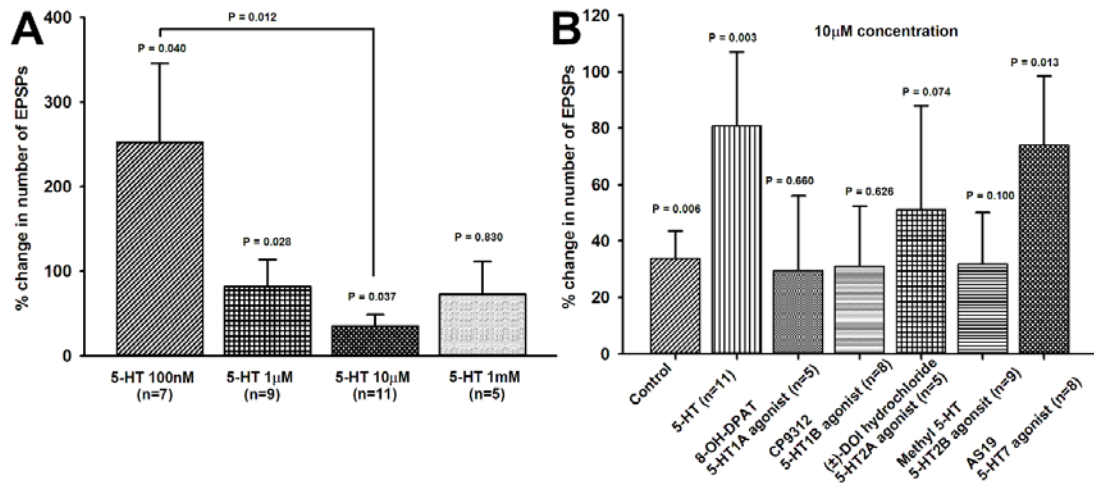 A
% change in number of EPSPs
400
300
200
100
0
P = 0.012
P = 0.040
P = 0.028
P = 0.037
P = 0.830
5-HT 100nM
(n=7)
5-HT 1μM
(n=9)
5-HT 10μM
(n=11)
5-HT 1mM
(n=5)
B
% change in number of EPSPs
120
100
80
60
40
20
0
10μM concentration
P = 0.006
P = 0.003
P = 0.660
P = 0.626
P = 0.074
P = 0.100
P = 0.013
Control
5-HT (n=11)
8-OH-DPAT
5-HT1A agonist (n=5)
CP9312
5-HT1B agonist (n=8)
(±)-DOI hydrochloride
5-HT2A agonist (n=5)
Methyl 5-HT
5-HT2B agonsit (n=9)
AS19
5-HT7 agonist (n=8)